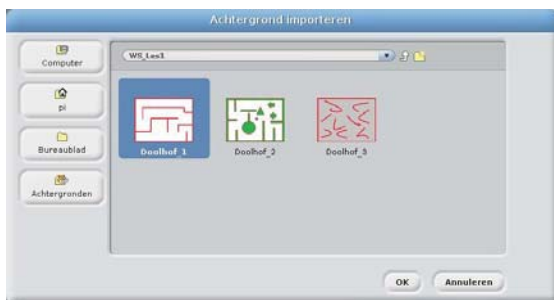 Achtergrond importeren
Computer
pi
Bureaublad
Achtergronden
WS_Les1
Doolhof_1
Doolhof_2
Doolhof_3
OK
Annuleren